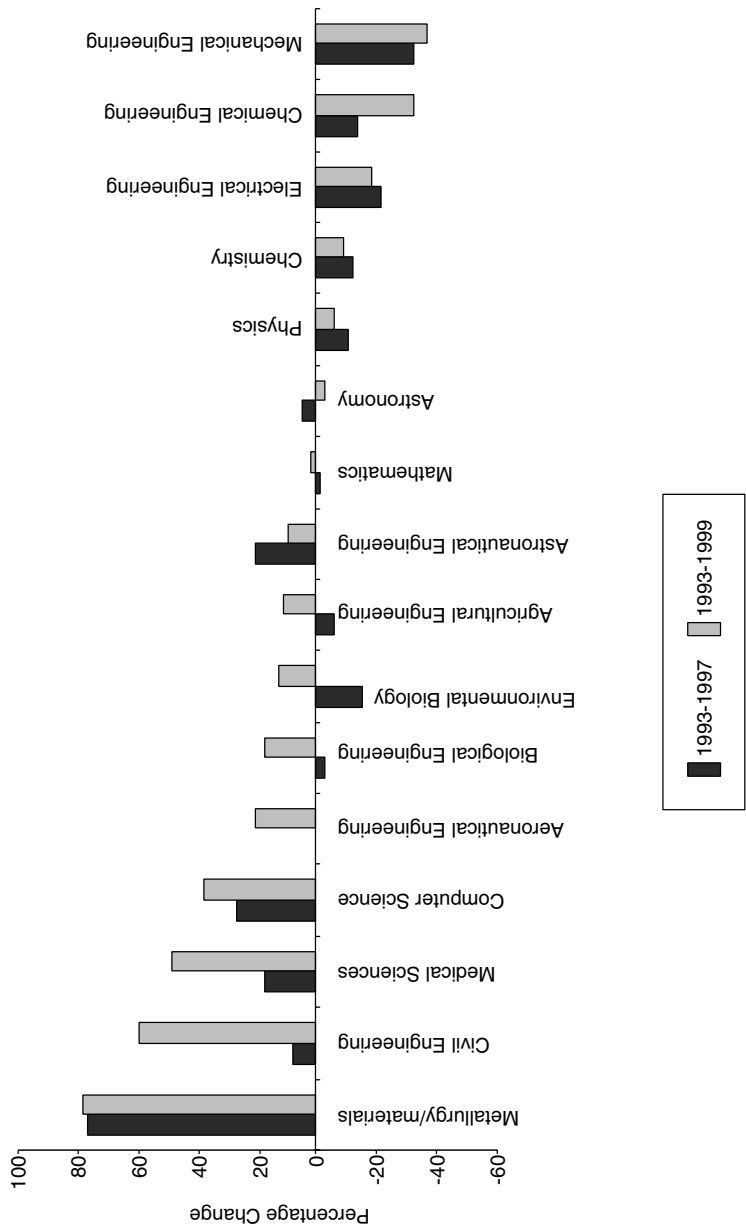 Mechanical Engineering
Chemical Engineering
Electrical Engineering
Chemistry
Physics
Astronomy
Mathematics
Astronautical Engineering
Agricultural Engineering
Environmental Biology
Biological Engineering
Aeronautical Engineering
Computer Science
Medical Sciences
Civil Engineering
Metallurgy/materials
100
80
60
40
20
0
-20
-40
-60
Percentage Change
1993-1997
1993-1999